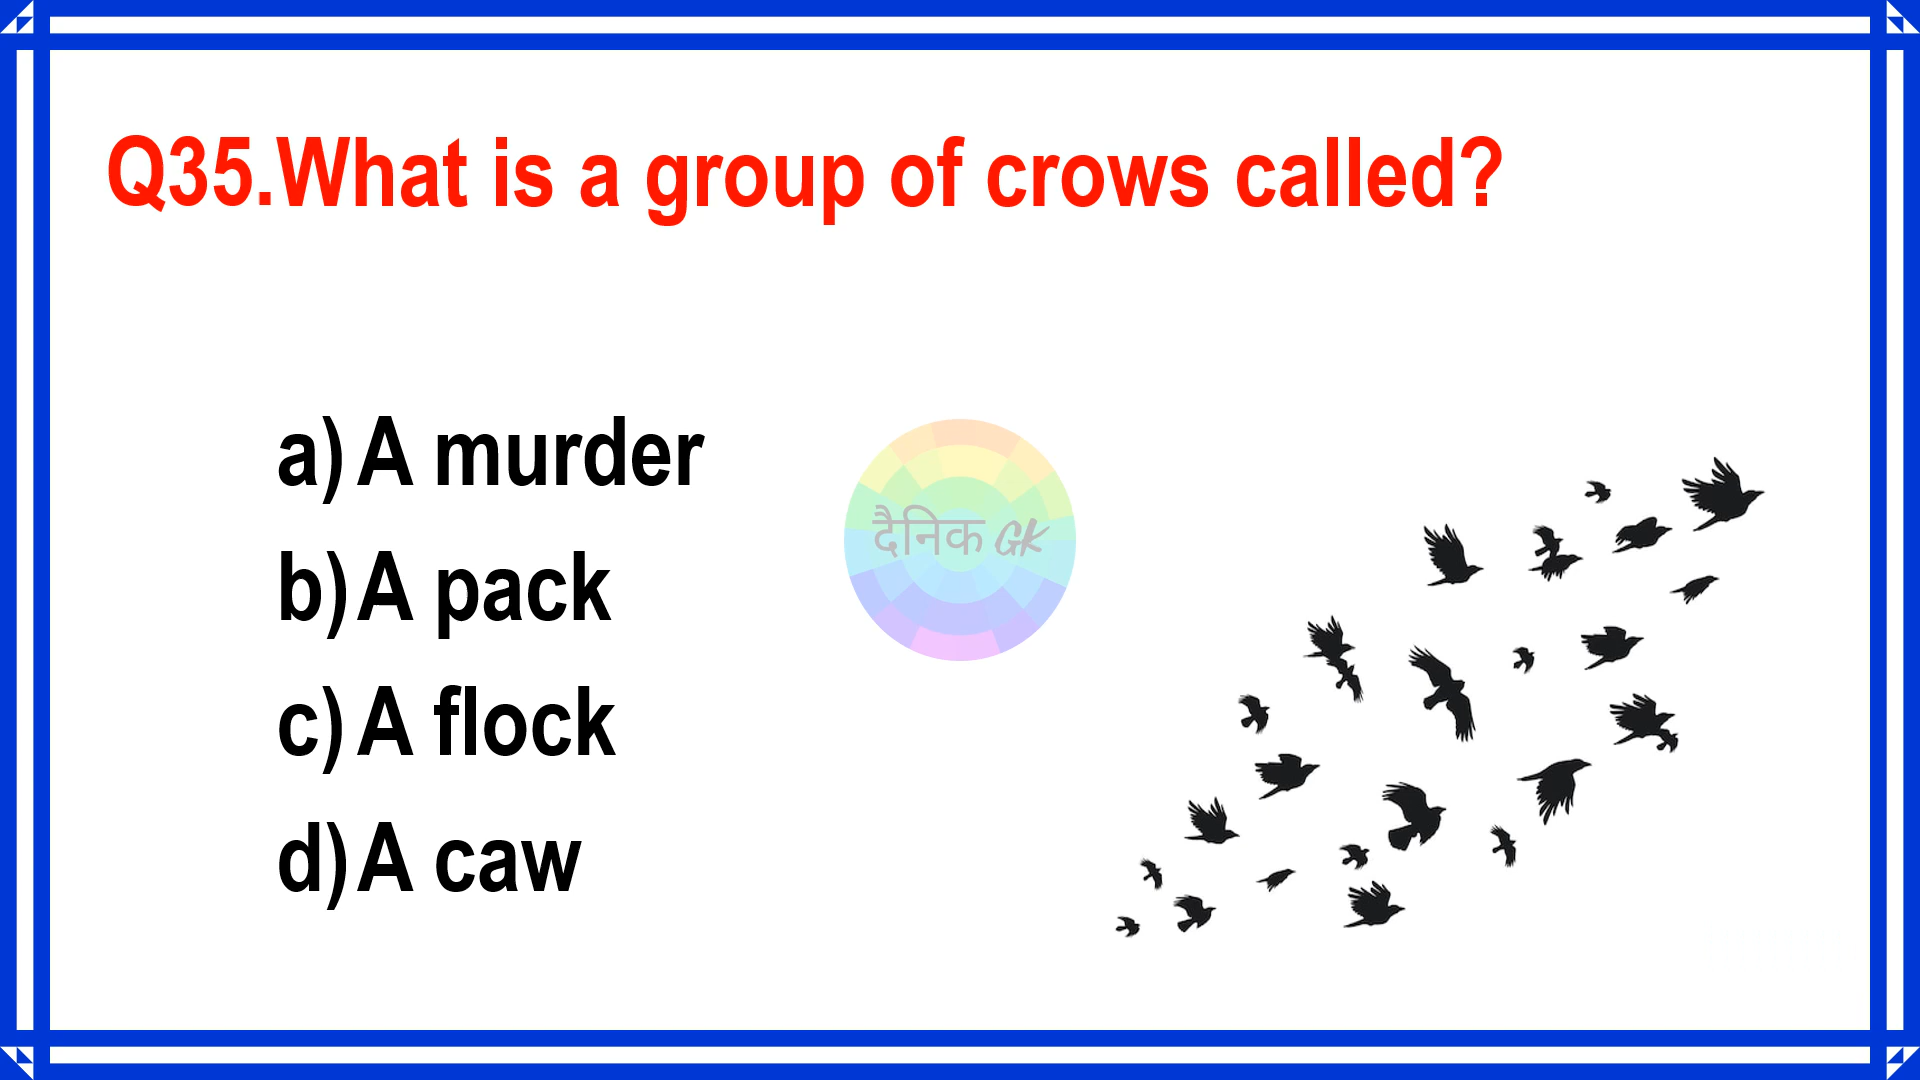 Q35.What is a group of crows called?
a) A murder
दैनिक GK
b) A pack
c) A flock
d) A caw